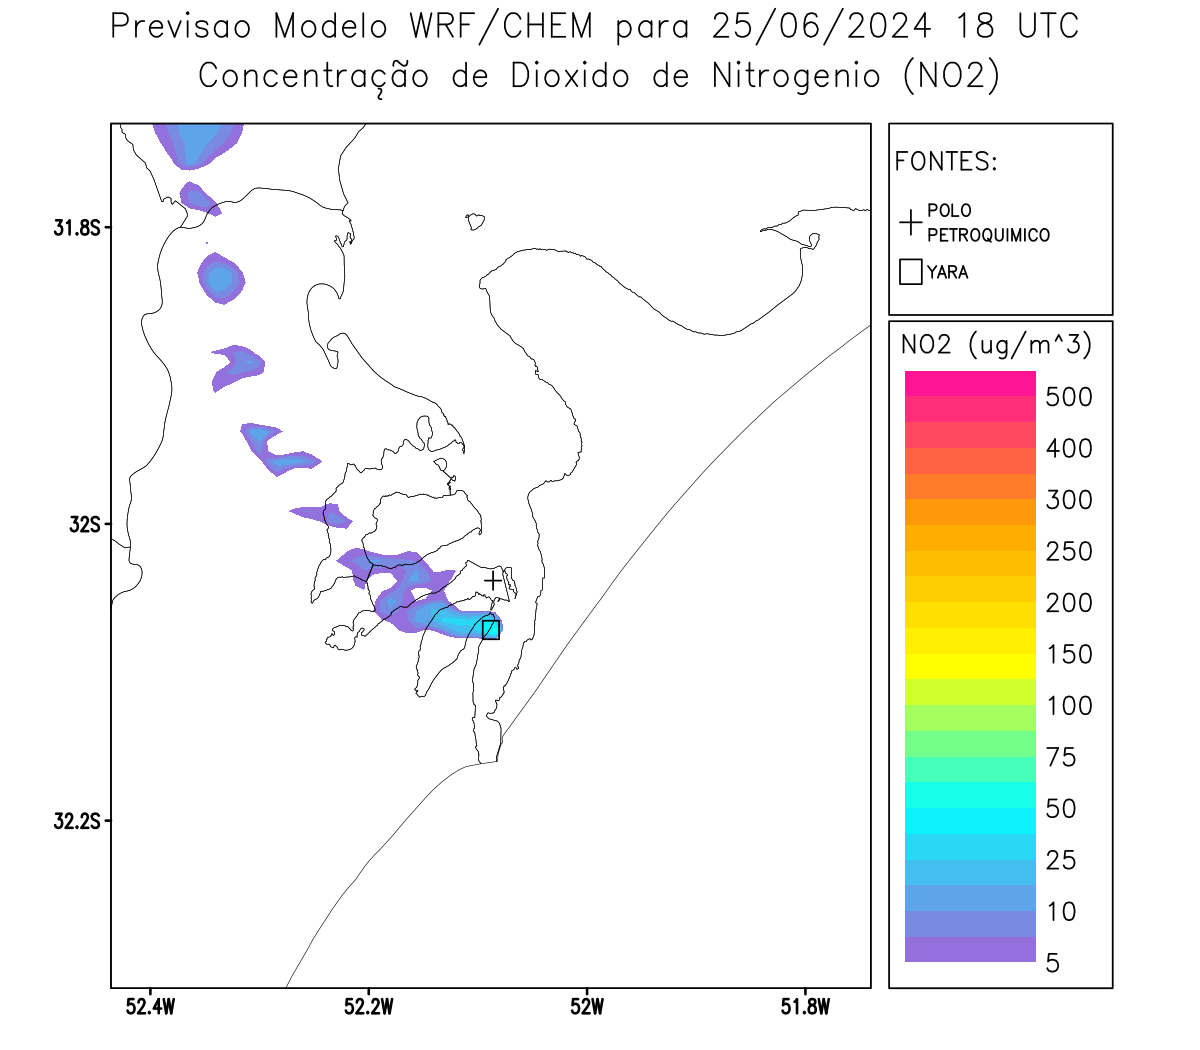 Previsao Modelo WRF/CHEM para 25/06/2024 18 UTC
Concentração de Dioxido de Nitrogenio (NO2)
FONTES:
POLO
PETROQUIMICO
YARA
NO2 (ug/m^3)
500
400
300
250
200
150
100
75
50
25
10
5
31.8S
32S
32.2S
52.4W
52.2W
52W
51.8W